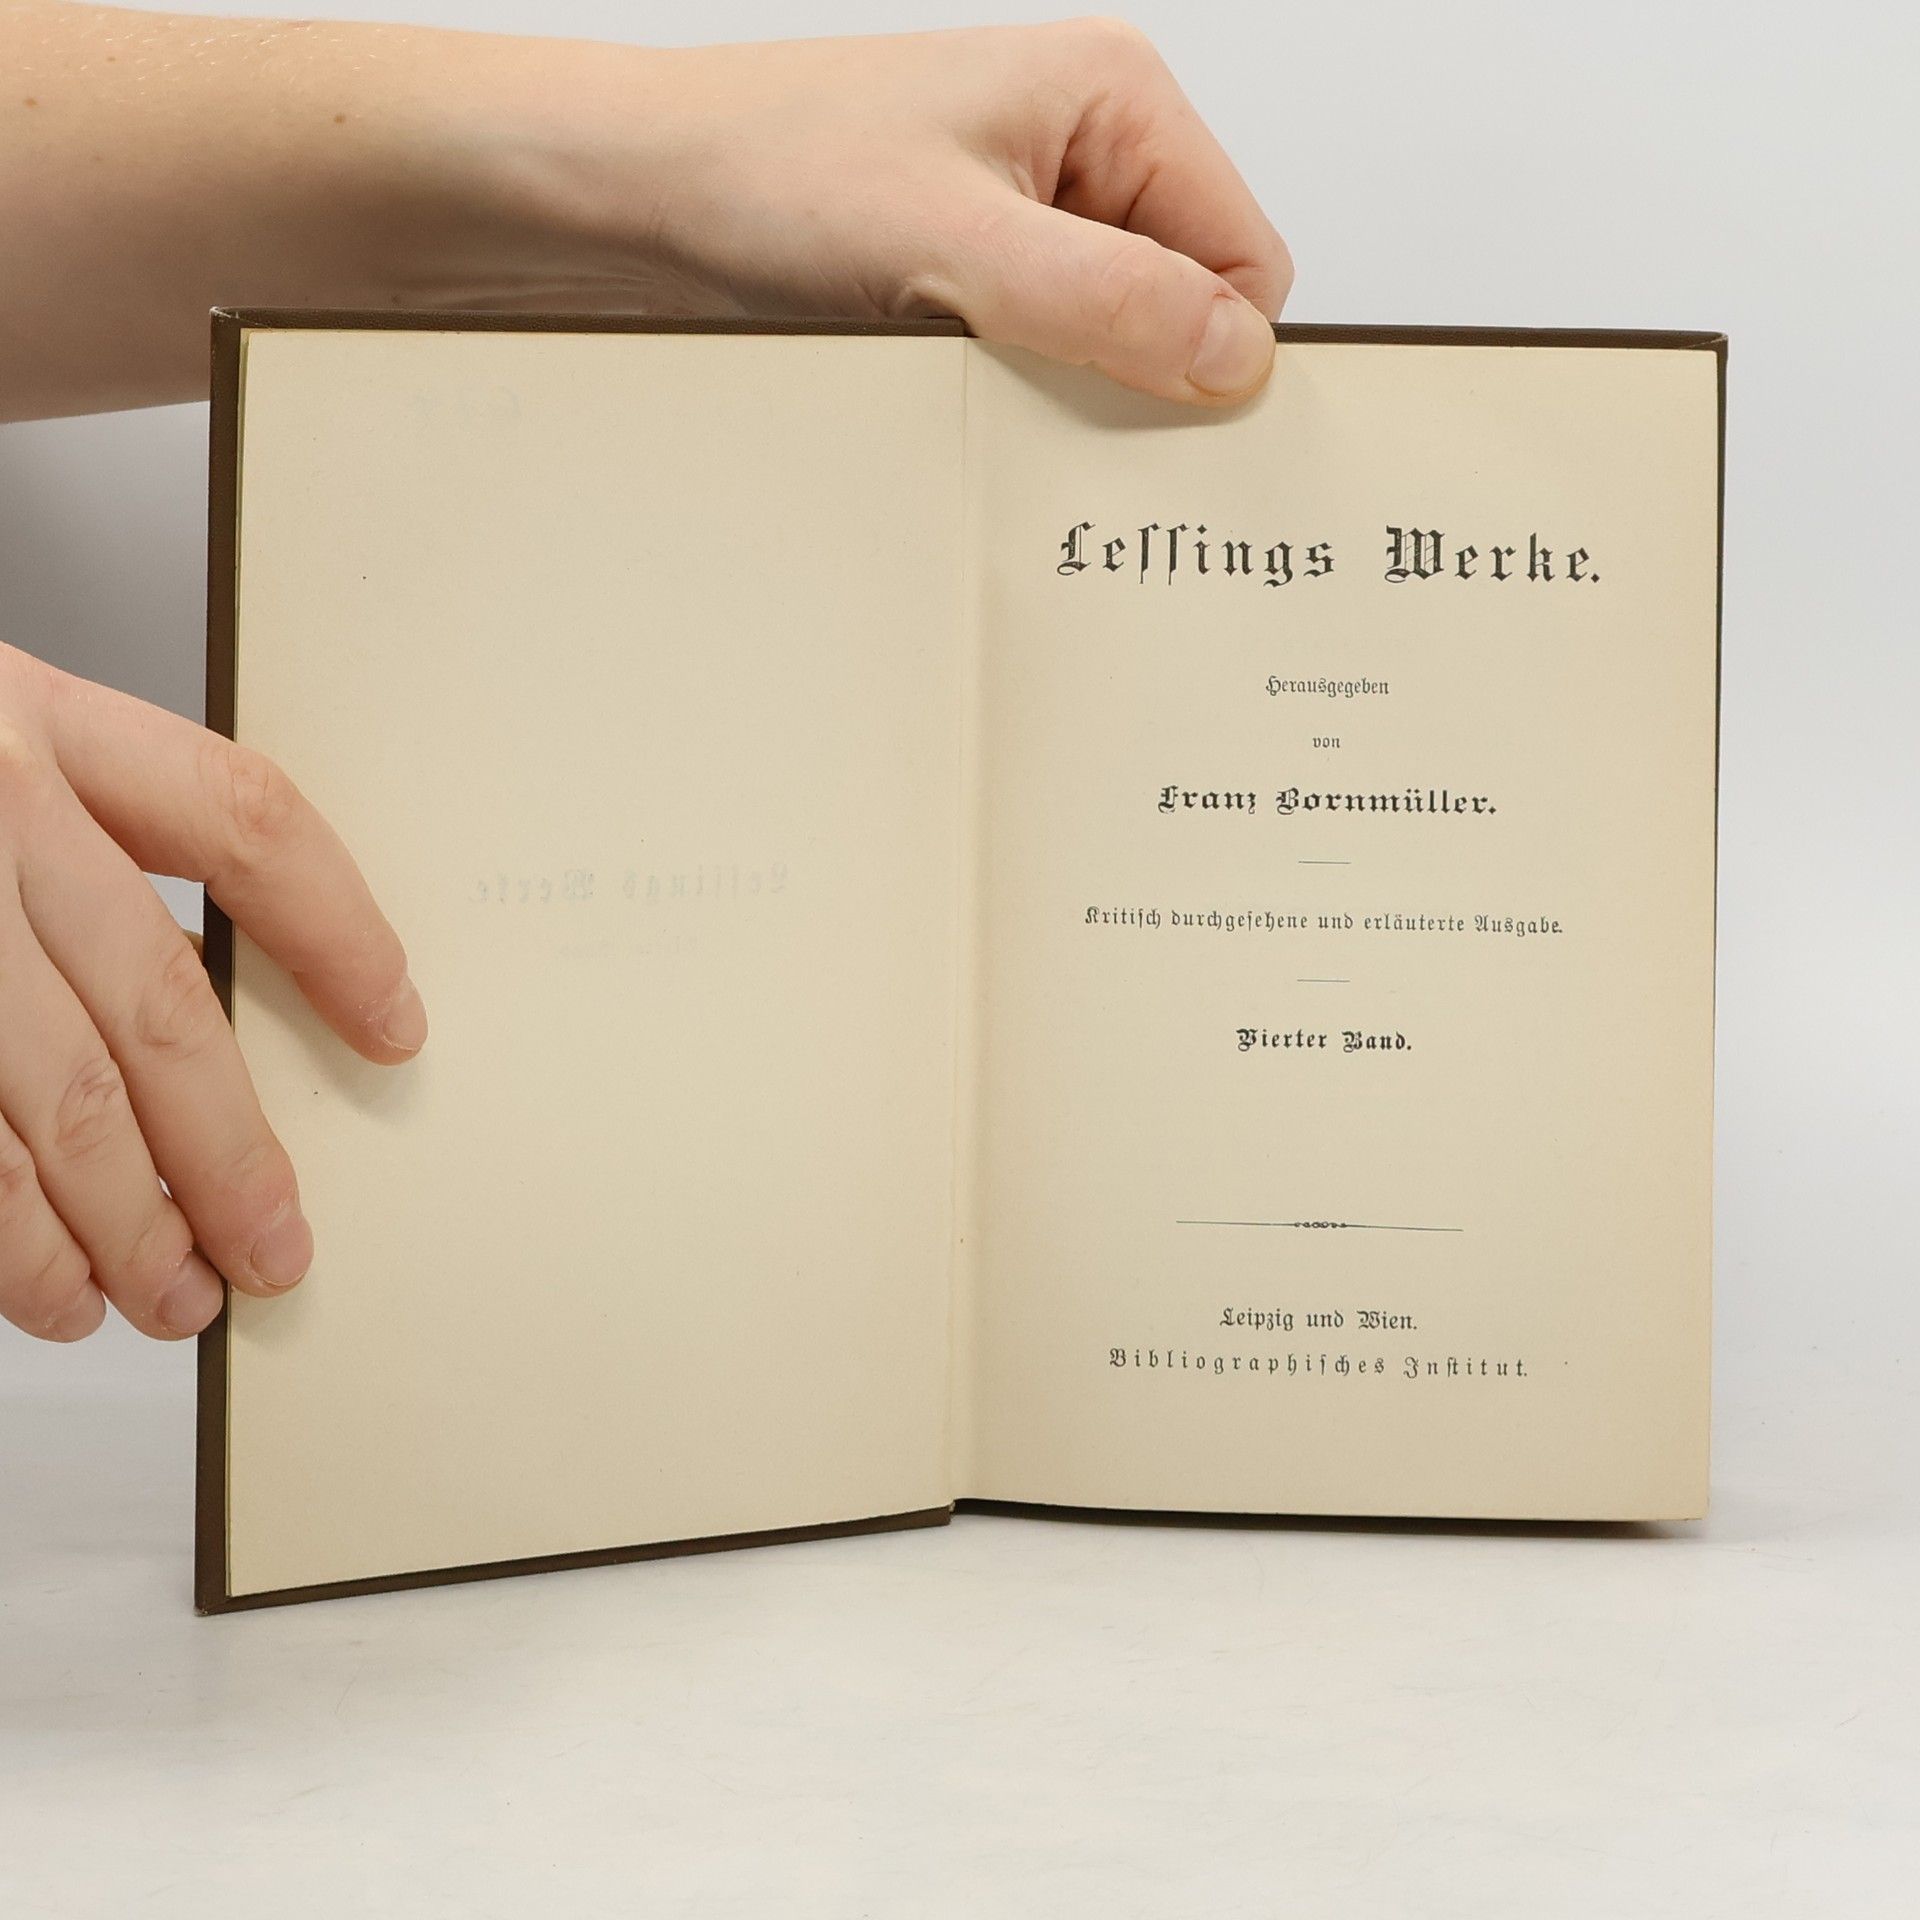 Leſſings Werke.
Herausgegeben
von
Franz Bornmüller.
Kritiſch durchgeſehene und erläuterte Ausgabe.
Vierter Band.
Leipzig und Wien.
Bibliographiſches Inſtitut.